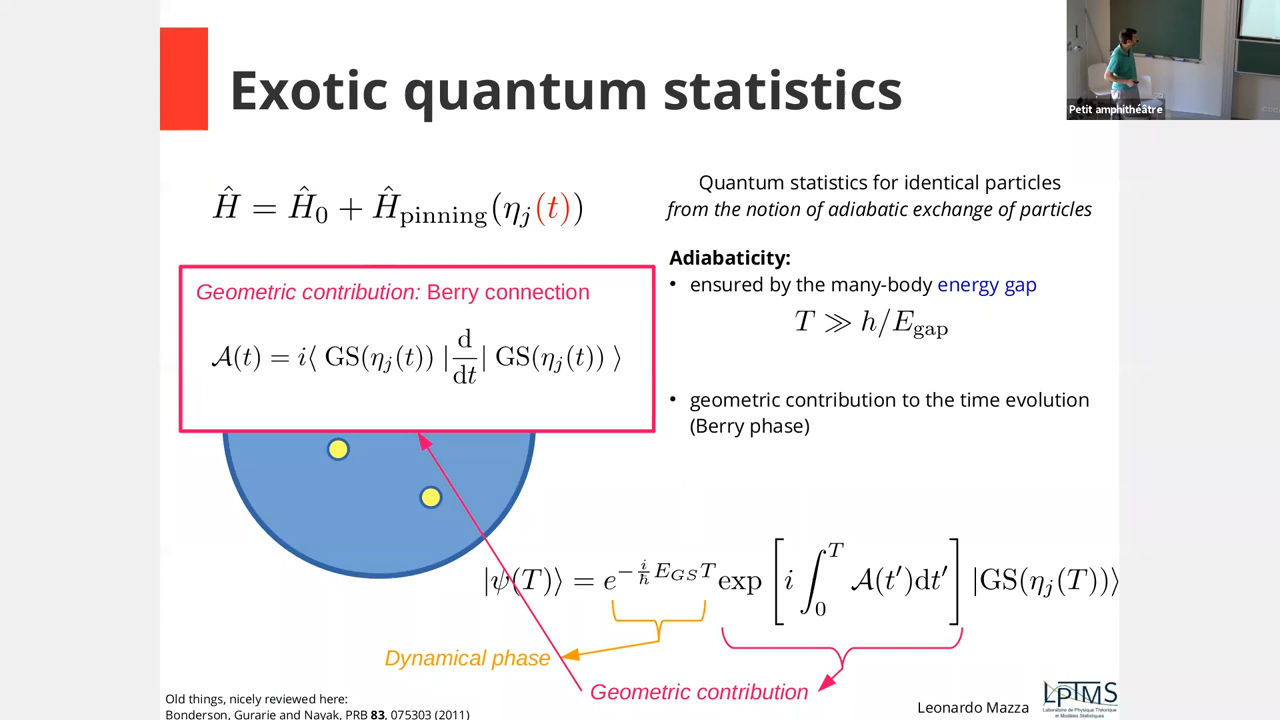 Exotic quantum statistics
Petit amphithéâtre
Ĥ = Ĥ₀ + Ĥ_pinning(η_j(t))
Quantum statistics for identical particles
from the notion of adiabatic exchange of particles
Adiabaticity:
• ensured by the many-body energy gap
T ≫ h/E_gap
• geometric contribution to the time evolution
(Berry phase)
Geometric contribution: Berry connection
𝒜(t) = i⟨ GS(η_j(t)) | d/dt | GS(η_j(t)) ⟩
|ψ(T)⟩ = e^{-i/ħ E_{GS}T} exp [i ∫_0^T 𝒜(t′)dt′] |GS(η_j(T))⟩
Dynamical phase
Geometric contribution
Old things, nicely reviewed here:
Bonderson, Gurarie and Nayak, PRB 83, 075303 (2011)
Leonardo Mazza
LPTMS
Laboratoire de Physique Théorique
et Modèles Statistiques